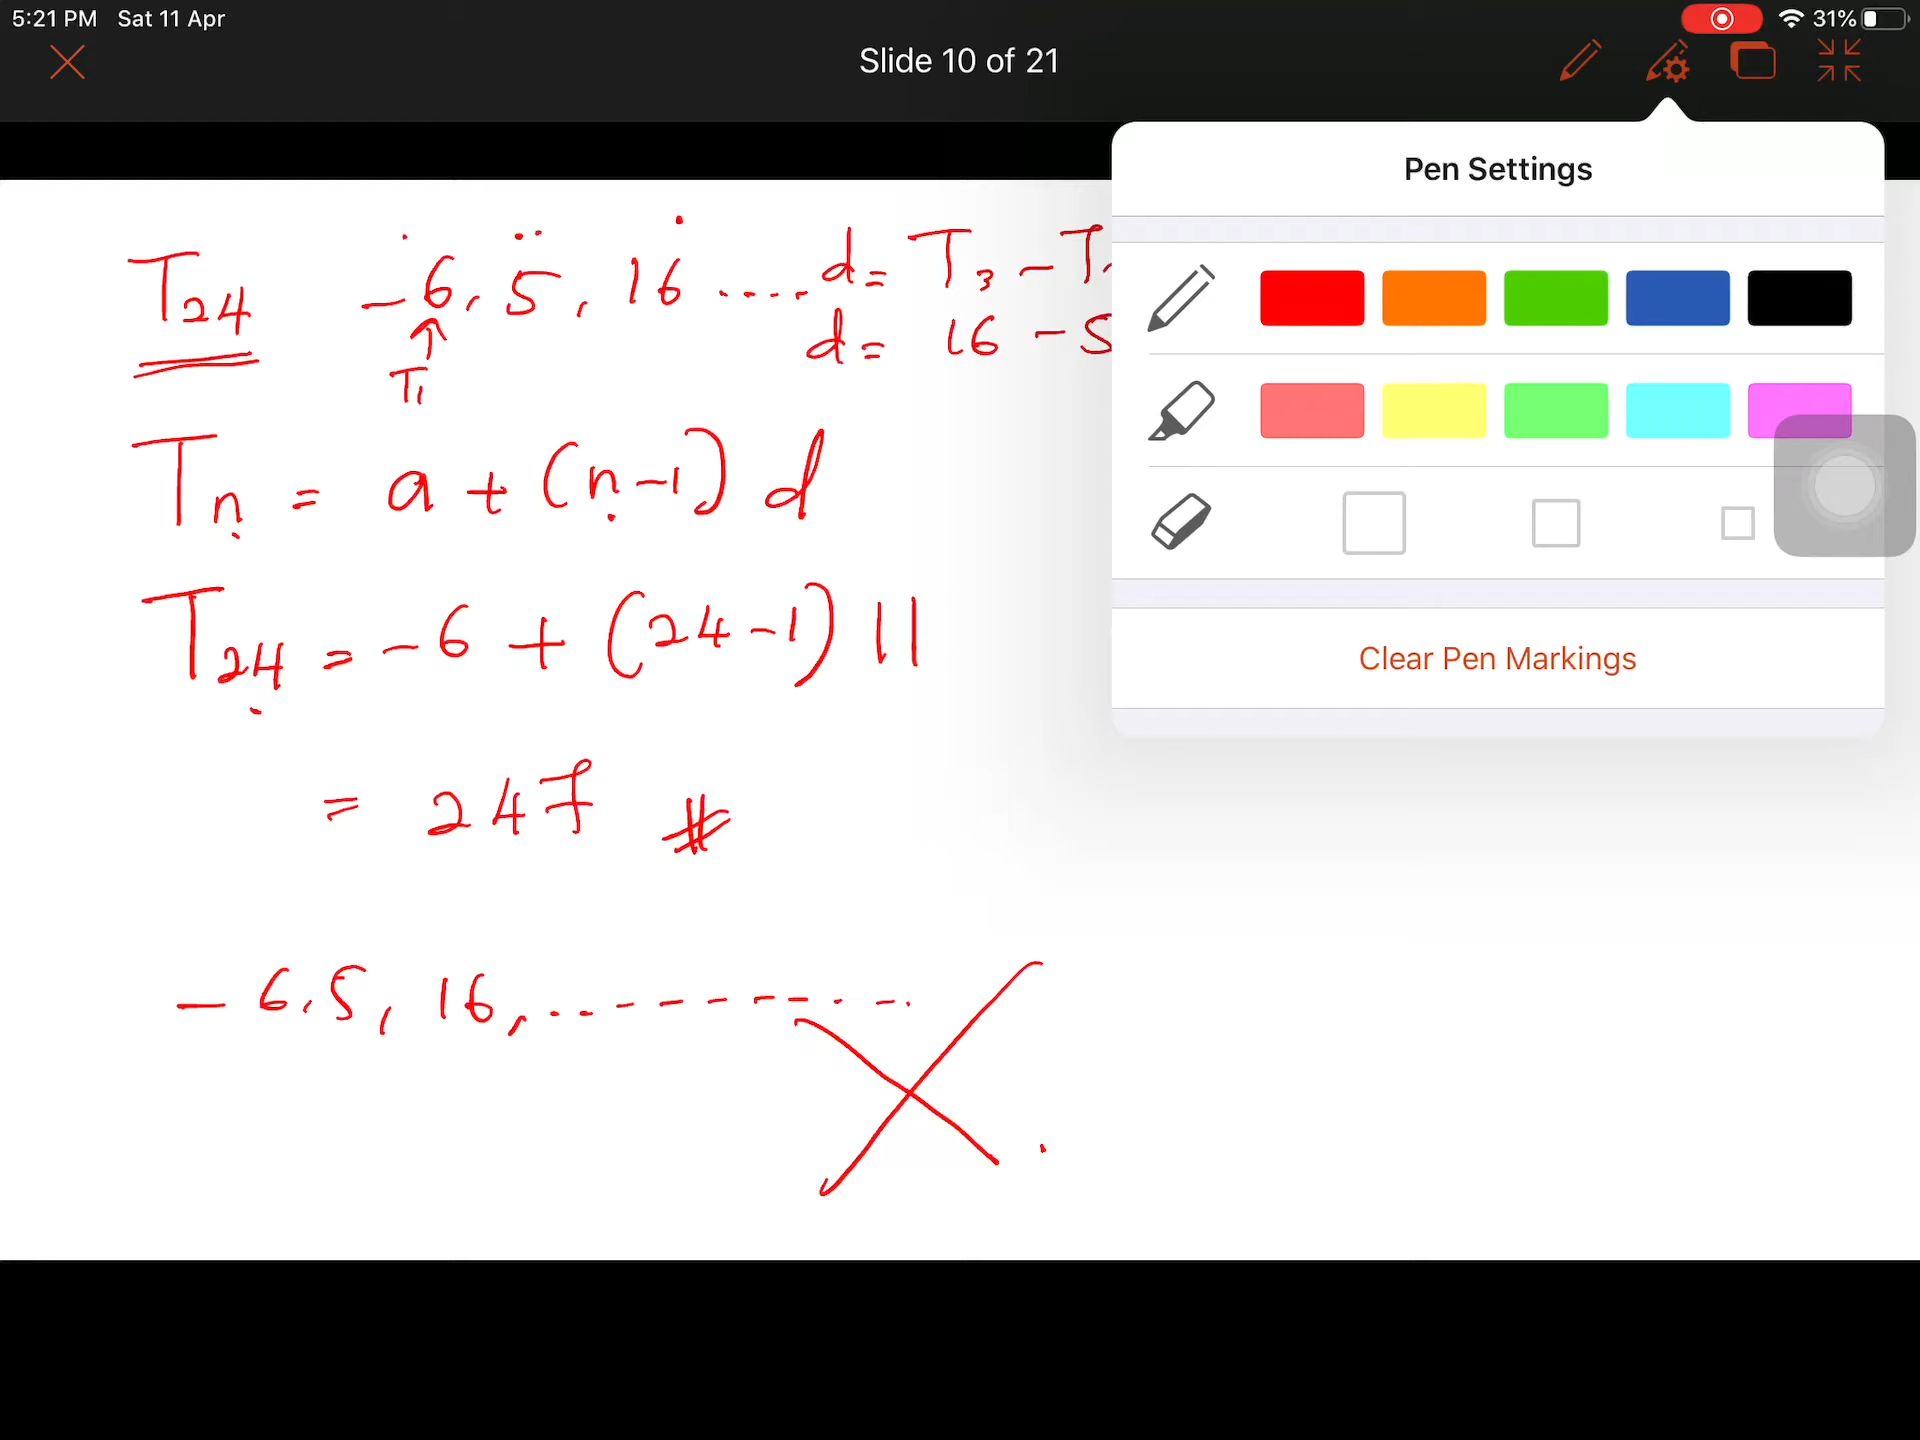 5:21 PM Sat 11 Apr
31%
Slide 10 of 21
Pen Settings
T24 -6, 5, 16 ..... d= T3 - T
d= 16 - 5
T1
Tn = a + (n-1) d
T24 = -6 + (24-1) 11
= 247 #
-6, 5, 16, ..----------
Clear Pen Markings